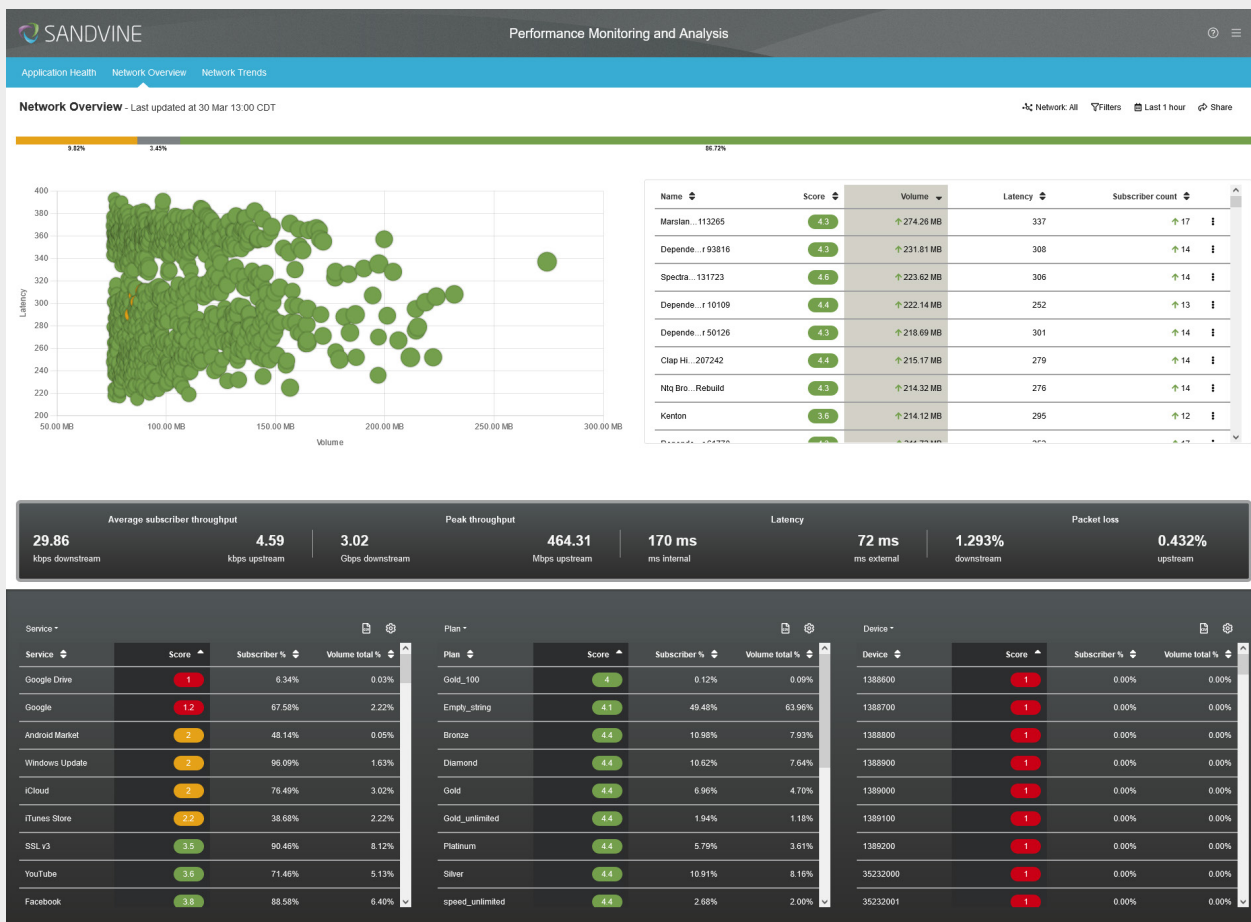 SANDVINE
Performance Monitoring and Analysis
Application Health Network Overview Network Trends
Network Overview - Last updated at 30 Mar 13:00 CDT
Network: All Filters Last 1 hour Share
9.82% 3.45% 86.72%
400
380
360
340
320
300
280
260
240
220
200
Latency
50.00 MB 100.00 MB 150.00 MB 200.00 MB 250.00 MB 300.00 MB
Volume
Name Score Volume Latency Subscriber count
Marslan...113265 4.3 274.26 MB 337 17
Depende...r 93816 4.3 231.81 MB 308 14
Spectra...131723 4.6 223.62 MB 306 14
Depende...r 10109 4.4 222.14 MB 252 13
Depende...r 50126 4.3 218.69 MB 301 14
Clap Hi...207242 4.4 215.17 MB 279 14
Ntq Bro...Rebuild 4.3 214.32 MB 276 14
Kenton 3.6 214.12 MB 295 12
Average subscriber throughput Peak throughput Latency Packet loss
29.86 4.59 3.02 464.31 170 ms 72 ms 1.293% 0.432%
kbps downstream kbps upstream Gbps downstream Mbps upstream ms internal ms external downstream upstream
Service Plan Device
Service Score Subscriber % Volume total % Plan Score Subscriber % Volume total % Device Score Subscriber % Volume total %
Google Drive 1 6.34% 0.03% Gold_100 4 0.12% 0.09% 1388600 1 0.00% 0.00%
Google 1.2 67.58% 2.22% Empty_string 4.1 49.48% 63.96% 1388700 1 0.00% 0.00%
Android Market 2 48.14% 0.05% Bronze 4.4 10.98% 7.93% 1388800 1 0.00% 0.00%
Windows Update 2 96.09% 1.63% Diamond 4.4 10.62% 7.64% 1388900 1 0.00% 0.00%
iCloud 2 76.49% 3.02% Gold 4.4 6.96% 4.70% 1389000 1 0.00% 0.00%
iTunes Store 2.2 38.68% 2.22% Gold_unlimited 4.4 1.94% 1.18% 1389100 1 0.00% 0.00%
SSL v3 3.5 90.46% 8.12% Platinum 4.4 5.79% 3.61% 1389200 1 0.00% 0.00%
YouTube 3.6 71.46% 5.13% Silver 4.4 10.91% 8.16% 35232000 1 0.00% 0.00%
Facebook 3.8 88.58% 6.40% speed_unlimited 4.4 2.68% 2.00% 35232001 1 0.00% 0.00%